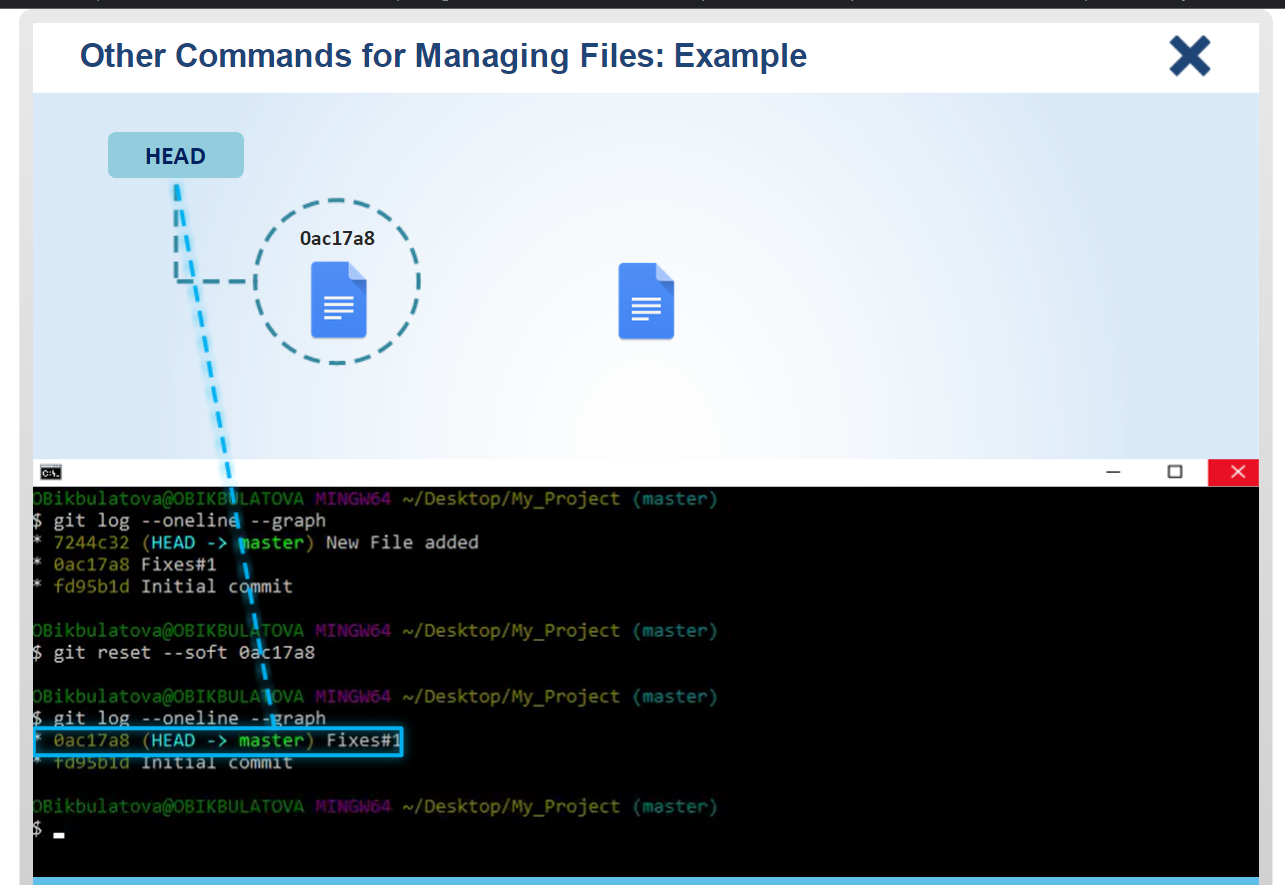 Other Commands for Managing Files: Example
HEAD
0ac17a8
C:\.
OBikbulatova@OBIKBULATOVA MINGW64 ~/Desktop/My_Project (master)
$ git log --oneline --graph
* 7244c32 (HEAD -> master) New File added
* 0ac17a8 Fixes#1
* fd95b1d Initial commit
OBikbulatova@OBIKBULATOVA MINGW64 ~/Desktop/My_Project (master)
$ git reset --soft 0ac17a8
OBikbulatova@OBIKBULATOVA MINGW64 ~/Desktop/My_Project (master)
$ git log --oneline --graph
* 0ac17a8 (HEAD -> master) Fixes#1
* fd95b1d Initial commit
OBikbulatova@OBIKBULATOVA MINGW64 ~/Desktop/My_Project (master)
$